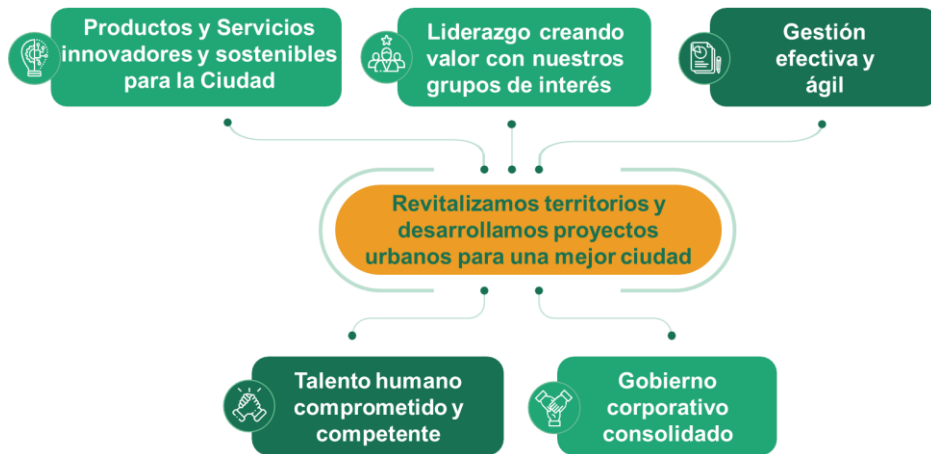 Productos y Servicios
innovadores y sostenibles
para la Ciudad
Liderazgo creando
valor con nuestros
grupos de interés
Gestión
efectiva y
ágil
Revitalizamos territorios y
desarrollamos proyectos
urbanos para una mejor ciudad
Talento humano
comprometido y
competente
Gobierno
corporativo
consolidado